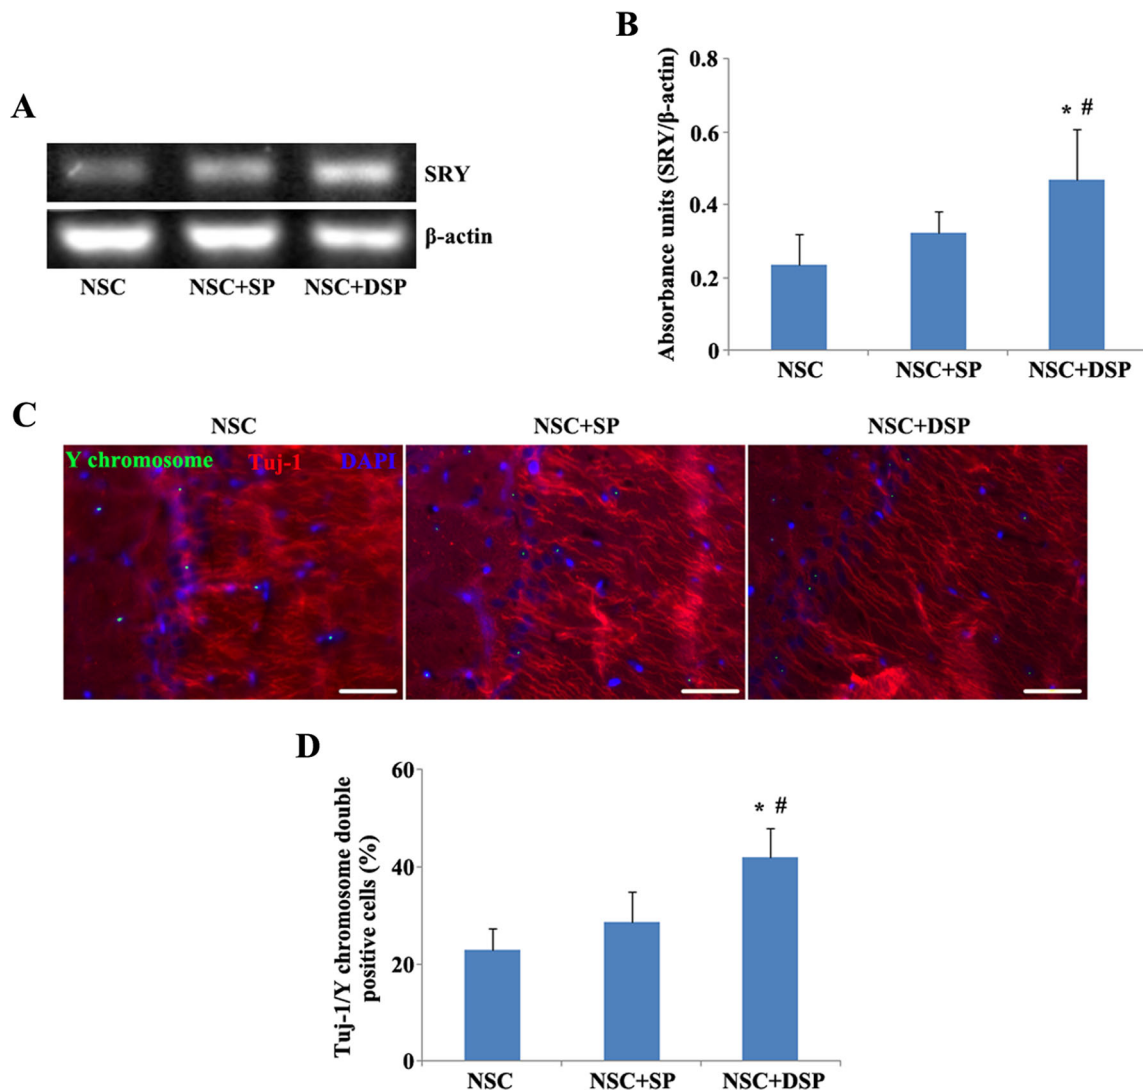 A
SRY
β-actin
NSC NSC+SP NSC+DSP
B
Absorbance units (SRY/β-actin)
0.8
0.6
0.4
0.2
0
* #
NSC NSC+SP NSC+DSP
C
NSC NSC+SP NSC+DSP
Y chromosome Tuj-1 DAPI
D
Tuj-1/Y chromosome double
positive cells (%)
60
40
20
0
* #
NSC NSC+SP NSC+DSP